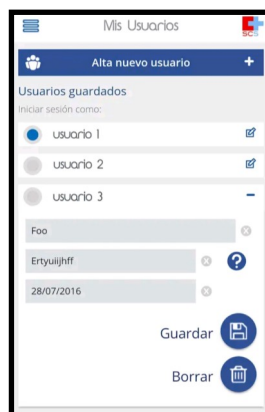 Mis Usuarios
SCS
Alta nuevo usuario +
Usuarios guardados
Iniciar sesión como:
usuario 1
usuario 2
usuario 3
Foo
Ertyuiijhff
?
28/07/2016
Guardar
Borrar